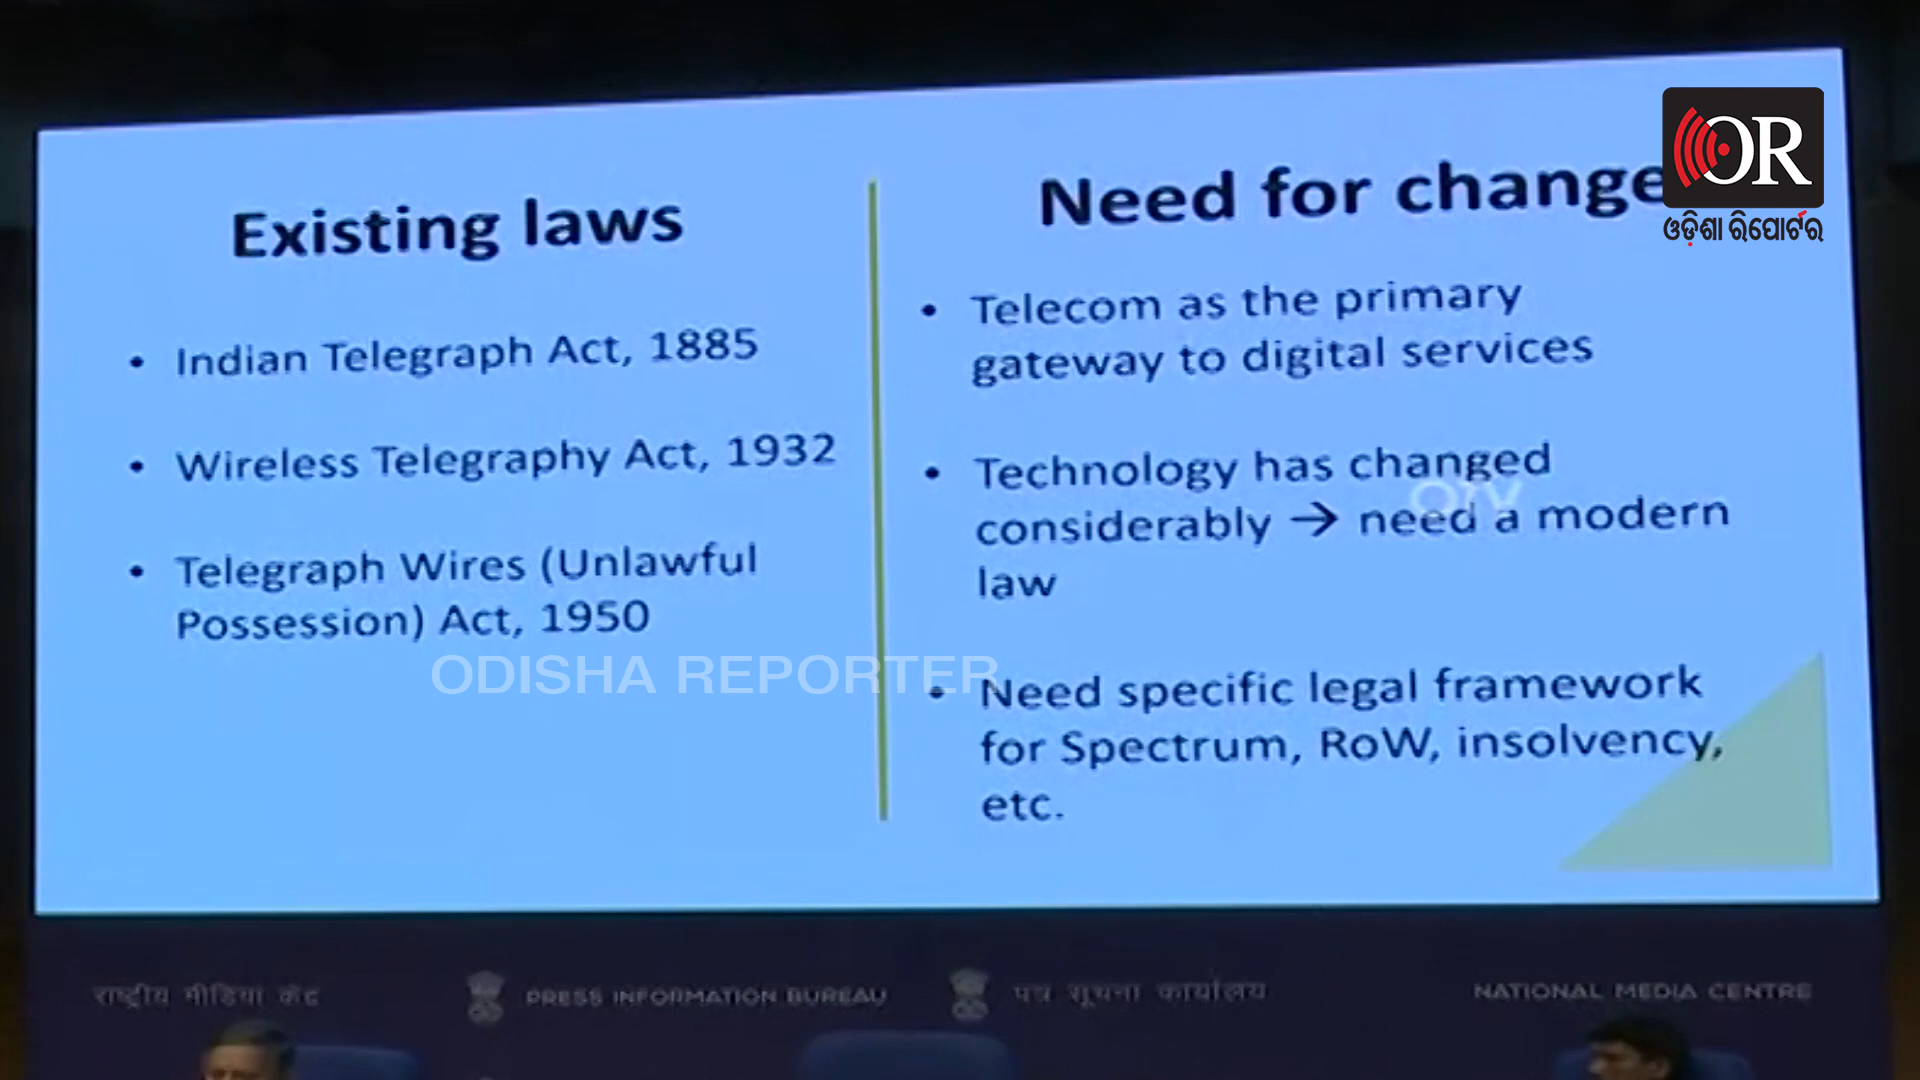 Existing laws
• Indian Telegraph Act, 1885
• Wireless Telegraphy Act, 1932
• Telegraph Wires (Unlawful
Possession) Act, 1950
Need for change
• Telecom as the primary
gateway to digital services
• Technology has changed
considerably → need a modern
law
• Need specific legal framework
for Spectrum, RoW, insolvency,
etc.
OR
ଓଡ଼ିଶା ରିପୋର୍ଟର
OTV
ODISHA REPORTER
राष्ट्रीय मीडिया केंद्र
PRESS INFORMATION BUREAU
पत्र सूचना कार्यालय
NATIONAL MEDIA CENTRE